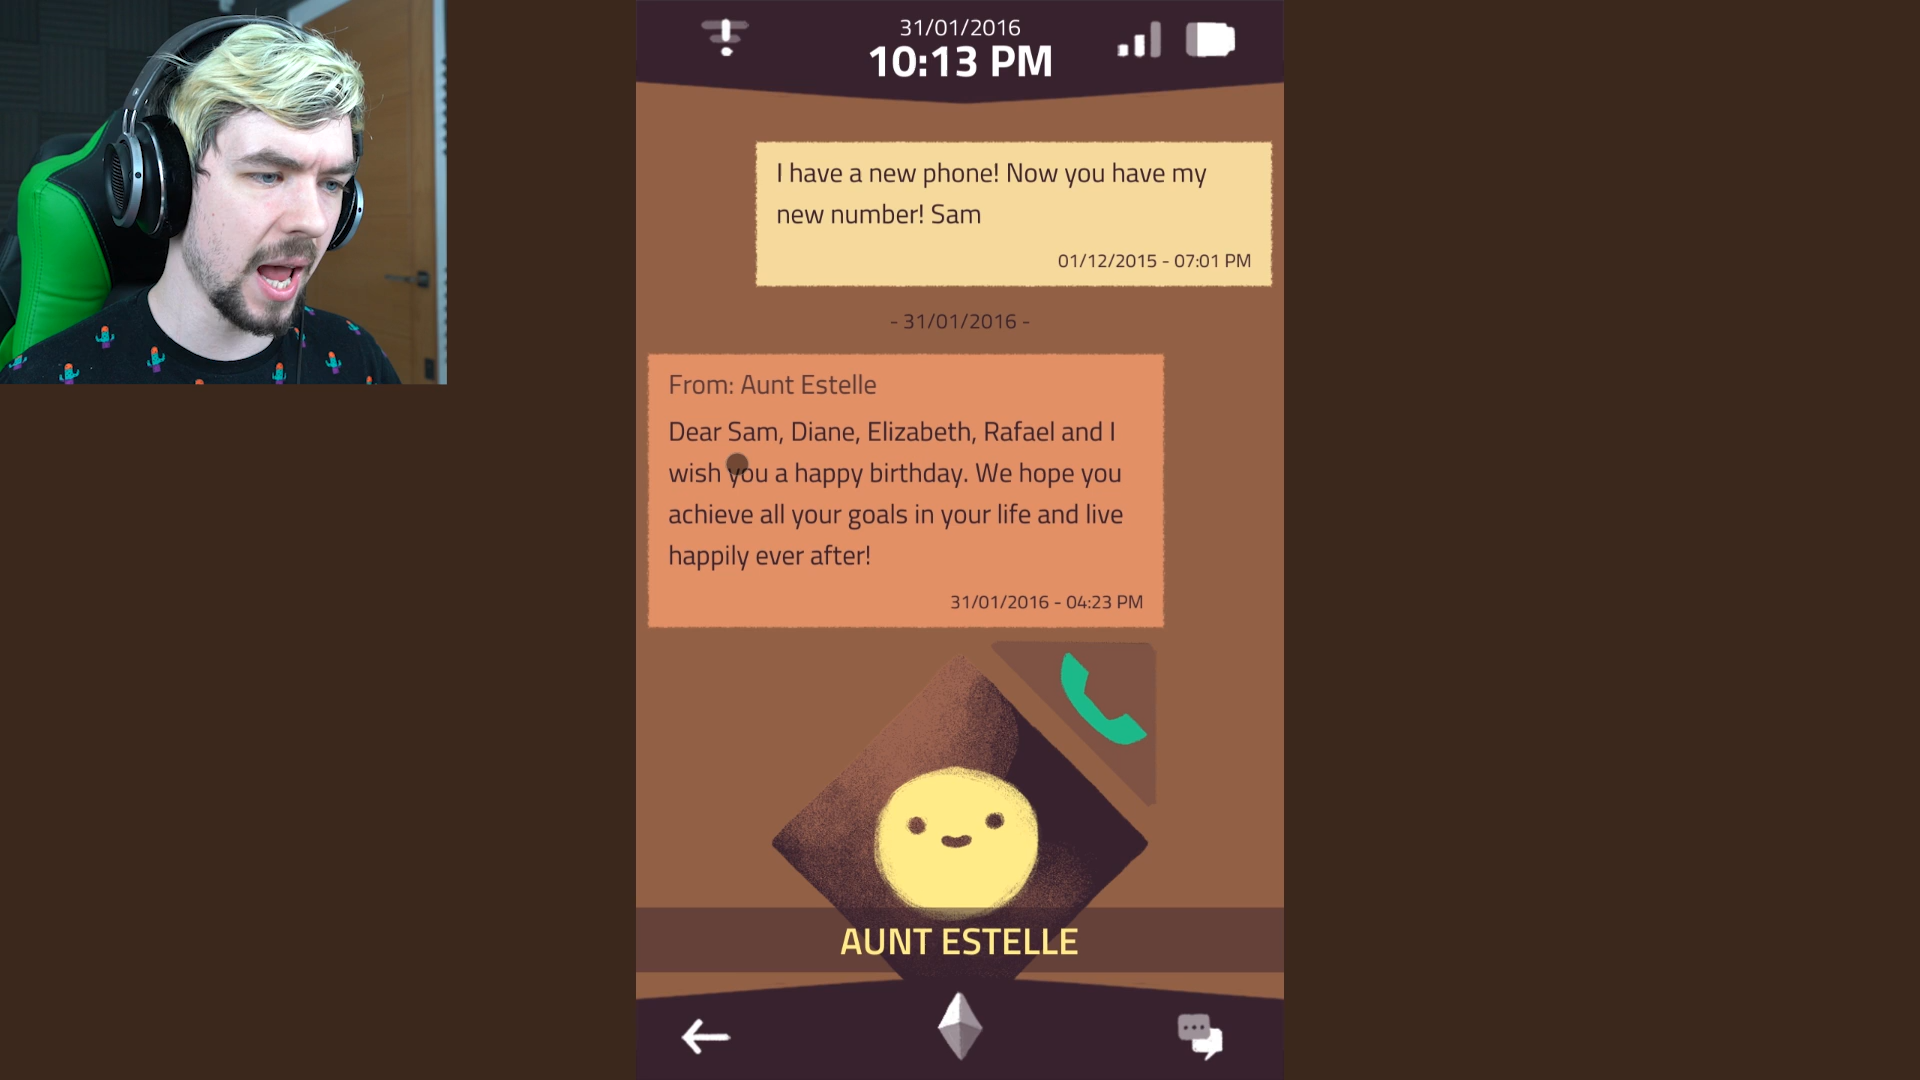 31/01/2016
10:13 PM
I have a new phone! Now you have my
new number! Sam
01/12/2015 - 07:01 PM
- 31/01/2016 -
From: Aunt Estelle
Dear Sam, Diane, Elizabeth, Rafael and I
wish you a happy birthday. We hope you
achieve all your goals in your life and live
happily ever after!
31/01/2016 - 04:23 PM
AUNT ESTELLE